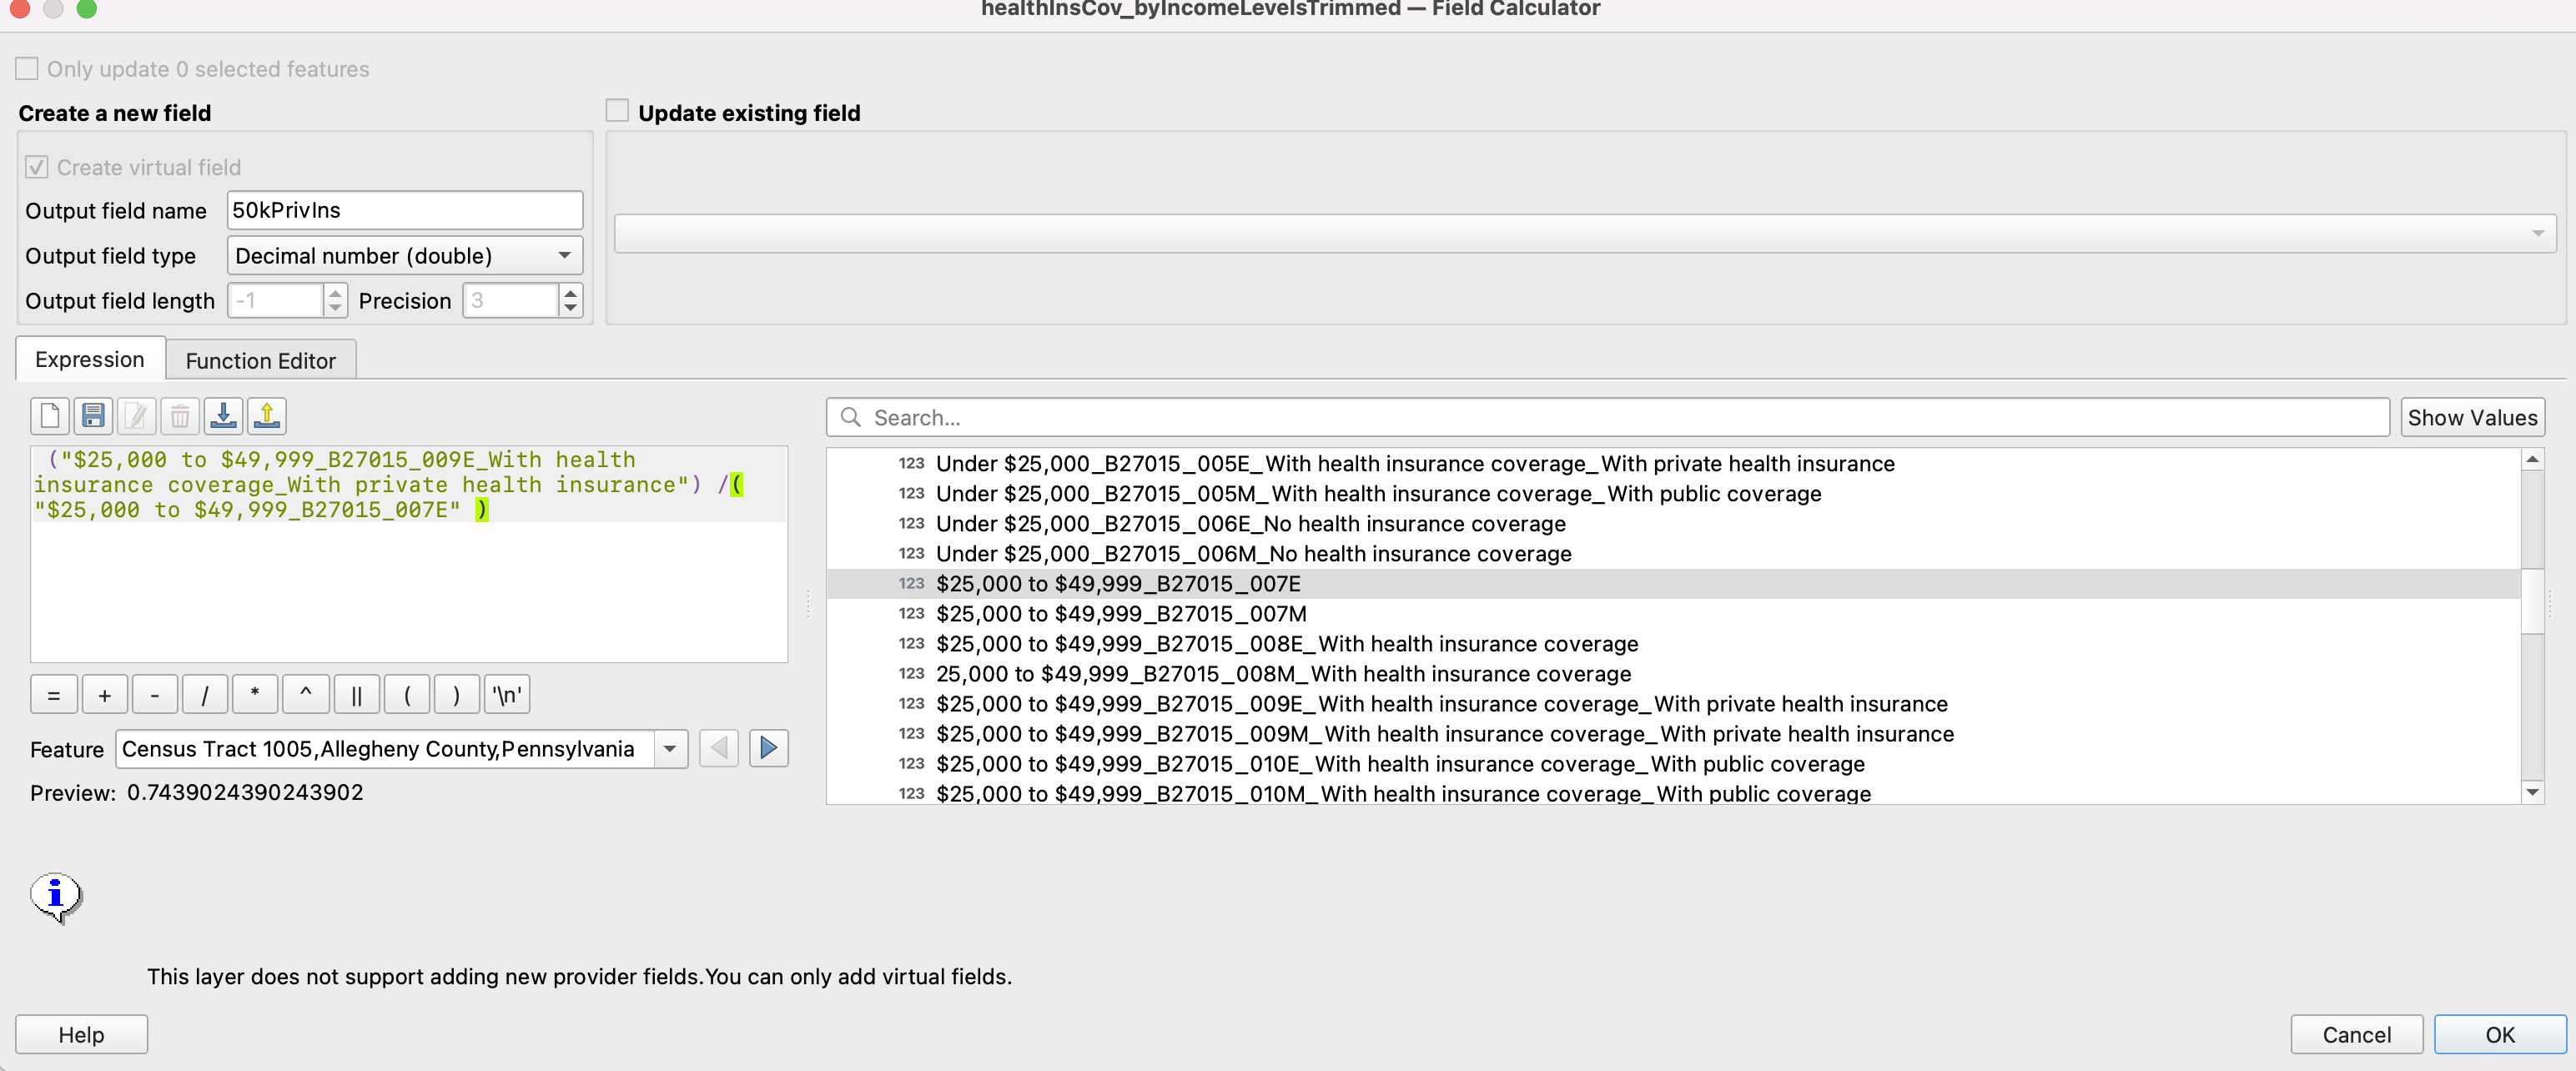 healthInsCov_byIncomeLevelsTrimmed — Field Calculator
Only update 0 selected features
Create a new field
Update existing field
Create virtual field
Output field name 50kPrivIns
Output field type Decimal number (double)
Output field length -1 Precision 3
Expression Function Editor
Search... Show Values
("$25,000 to $49,999_B27015_009E_With health
insurance coverage_With private health insurance") /(
"$25,000 to $49,999_B27015_007E" )
= + - / * ^ || ( ) '\n'
Feature Census Tract 1005,Allegheny County,Pennsylvania
Preview: 0.7439024390243902
123 Under $25,000_B27015_005E_With health insurance coverage_With private health insurance
123 Under $25,000_B27015_005M_With health insurance coverage_With public coverage
123 Under $25,000_B27015_006E_No health insurance coverage
123 Under $25,000_B27015_006M_No health insurance coverage
123 $25,000 to $49,999_B27015_007E
123 $25,000 to $49,999_B27015_007M
123 $25,000 to $49,999_B27015_008E_With health insurance coverage
123 25,000 to $49,999_B27015_008M_With health insurance coverage
123 $25,000 to $49,999_B27015_009E_With health insurance coverage_With private health insurance
123 $25,000 to $49,999_B27015_009M_With health insurance coverage_With private health insurance
123 $25,000 to $49,999_B27015_010E_With health insurance coverage_With public coverage
123 $25,000 to $49,999_B27015_010M_With health insurance coverage_With public coverage
This layer does not support adding new provider fields.You can only add virtual fields.
Help Cancel OK